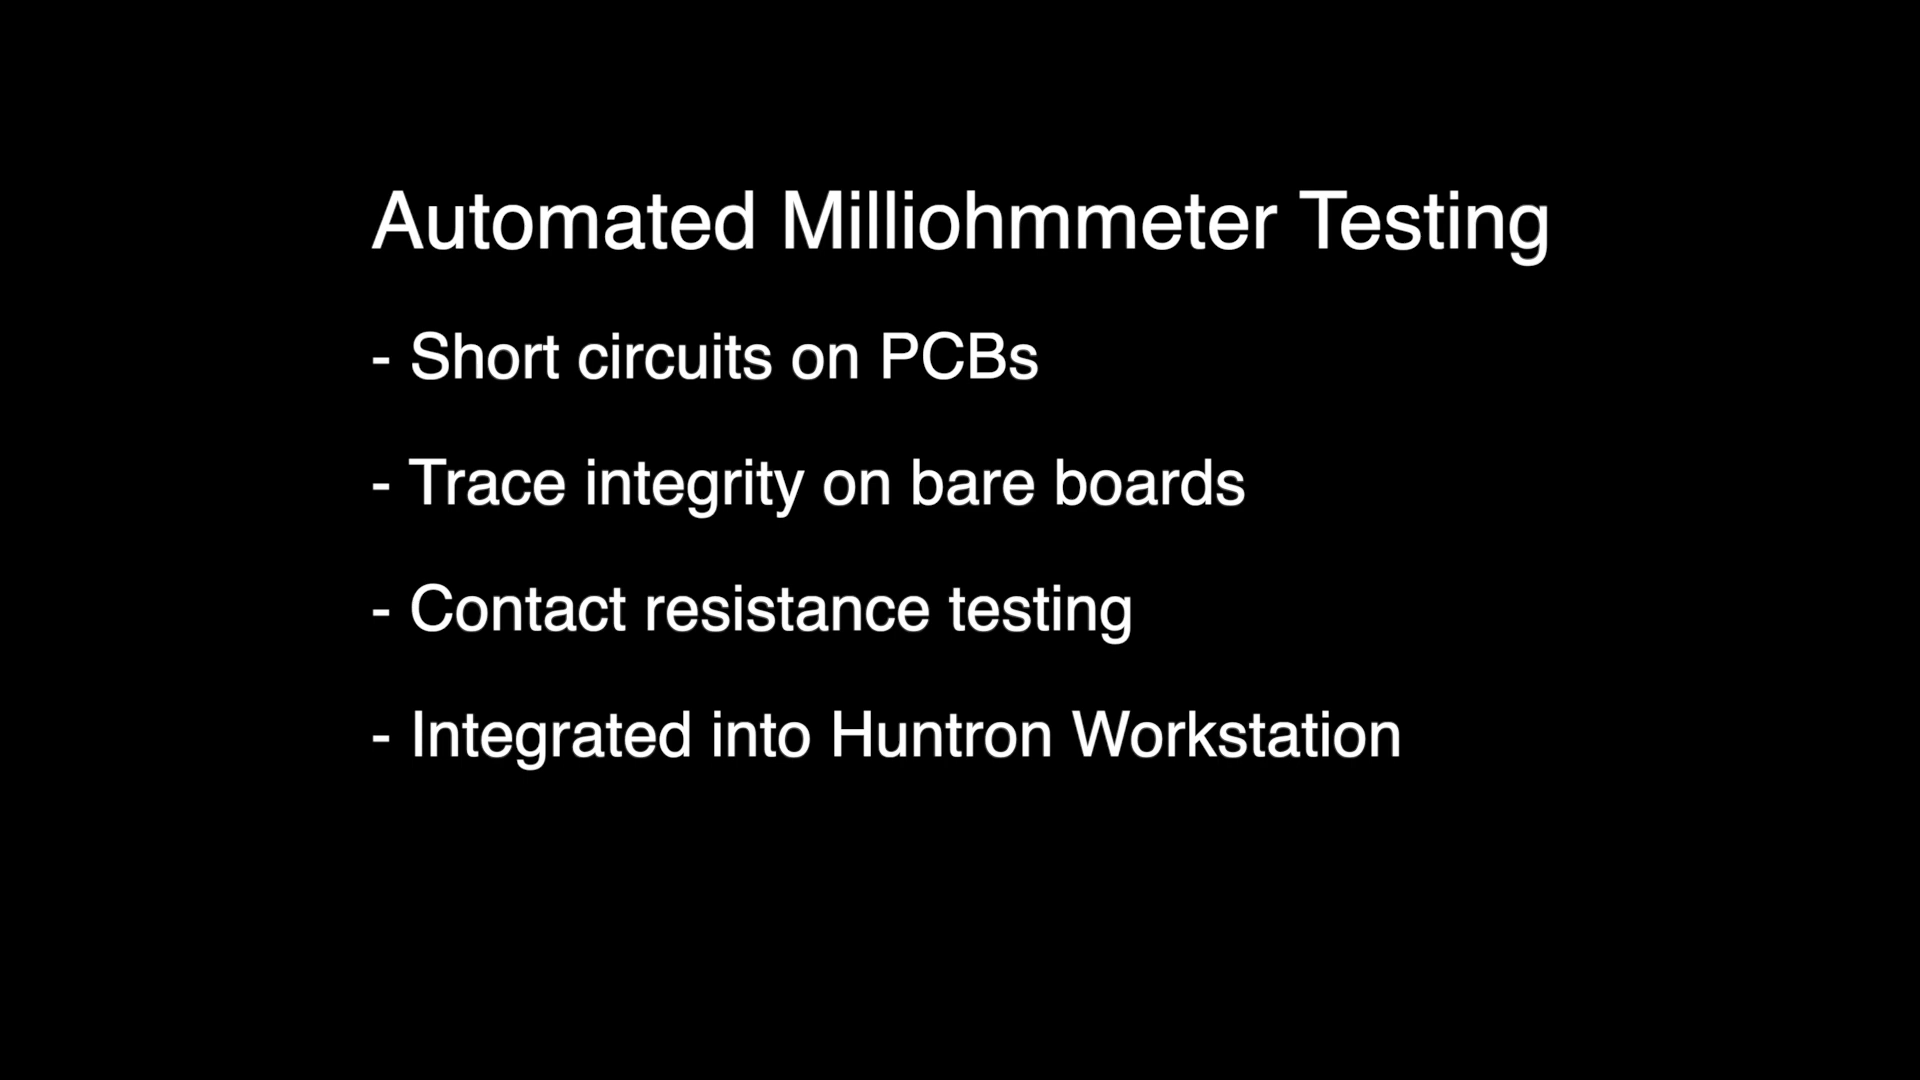 Automated Milliohmmeter Testing
- Short circuits on PCBs
- Trace integrity on bare boards
- Contact resistance testing
- Integrated into Huntron Workstation